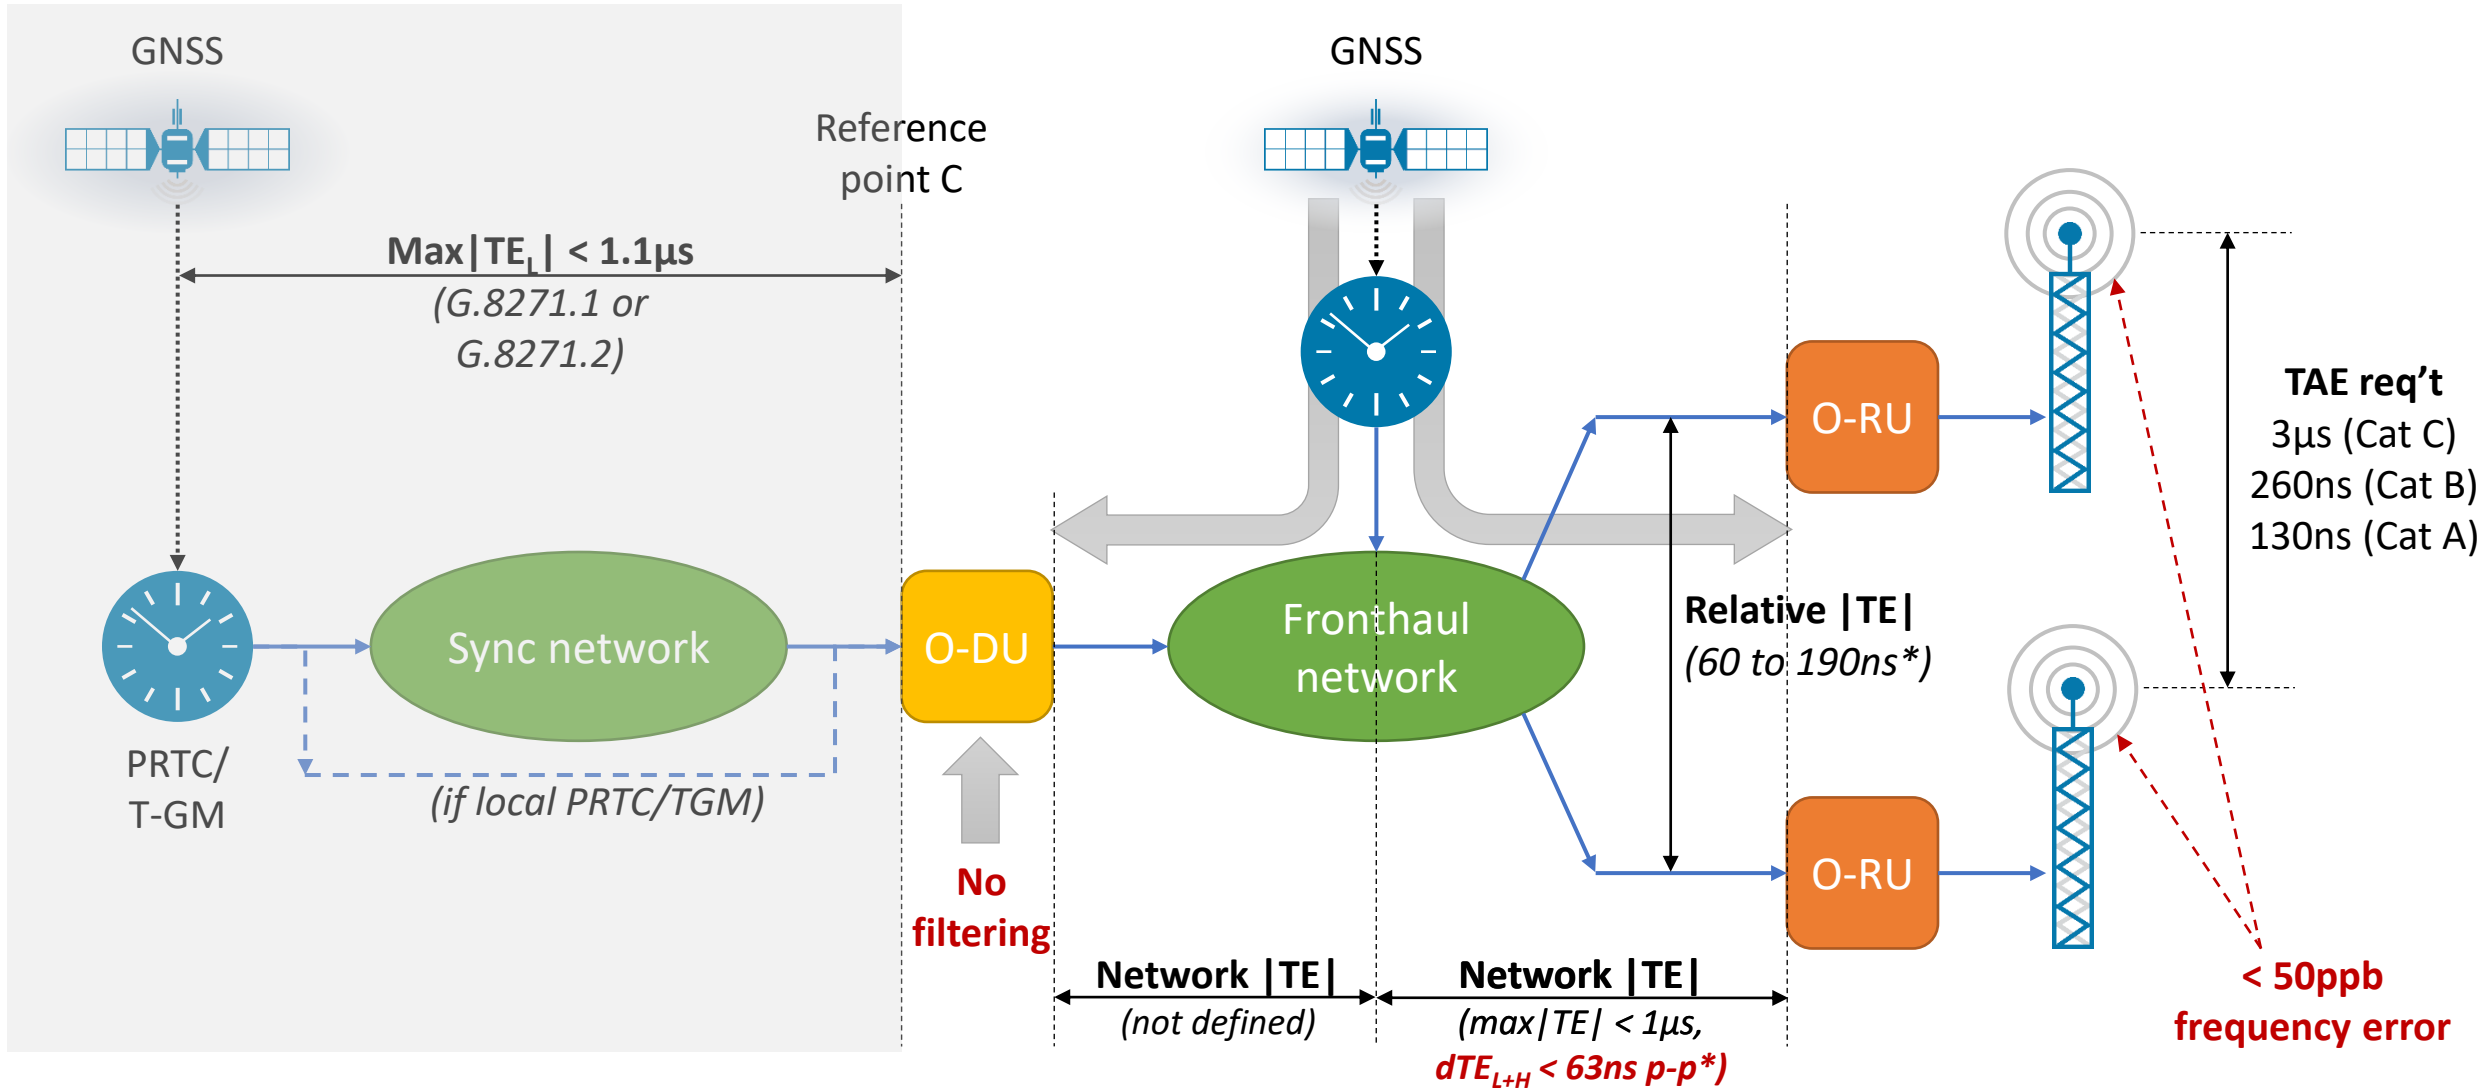 GNSS
GNSS
Reference
point C
Max|TE_L| < 1.1µs
(G.8271.1 or
G.8271.2)
O-RU
TAE req’t
3µs (Cat C)
260ns (Cat B)
130ns (Cat A)
Sync network
O-DU
Fronthaul
network
Relative |TE|
(60 to 190ns*)
PRTC/
T-GM
(if local PRTC/TGM)
No
filtering
O-RU
Network |TE|
(not defined)
Network |TE|
(max|TE| < 1µs,
dTE_L+H < 63ns p-p*)
< 50ppb
frequency error